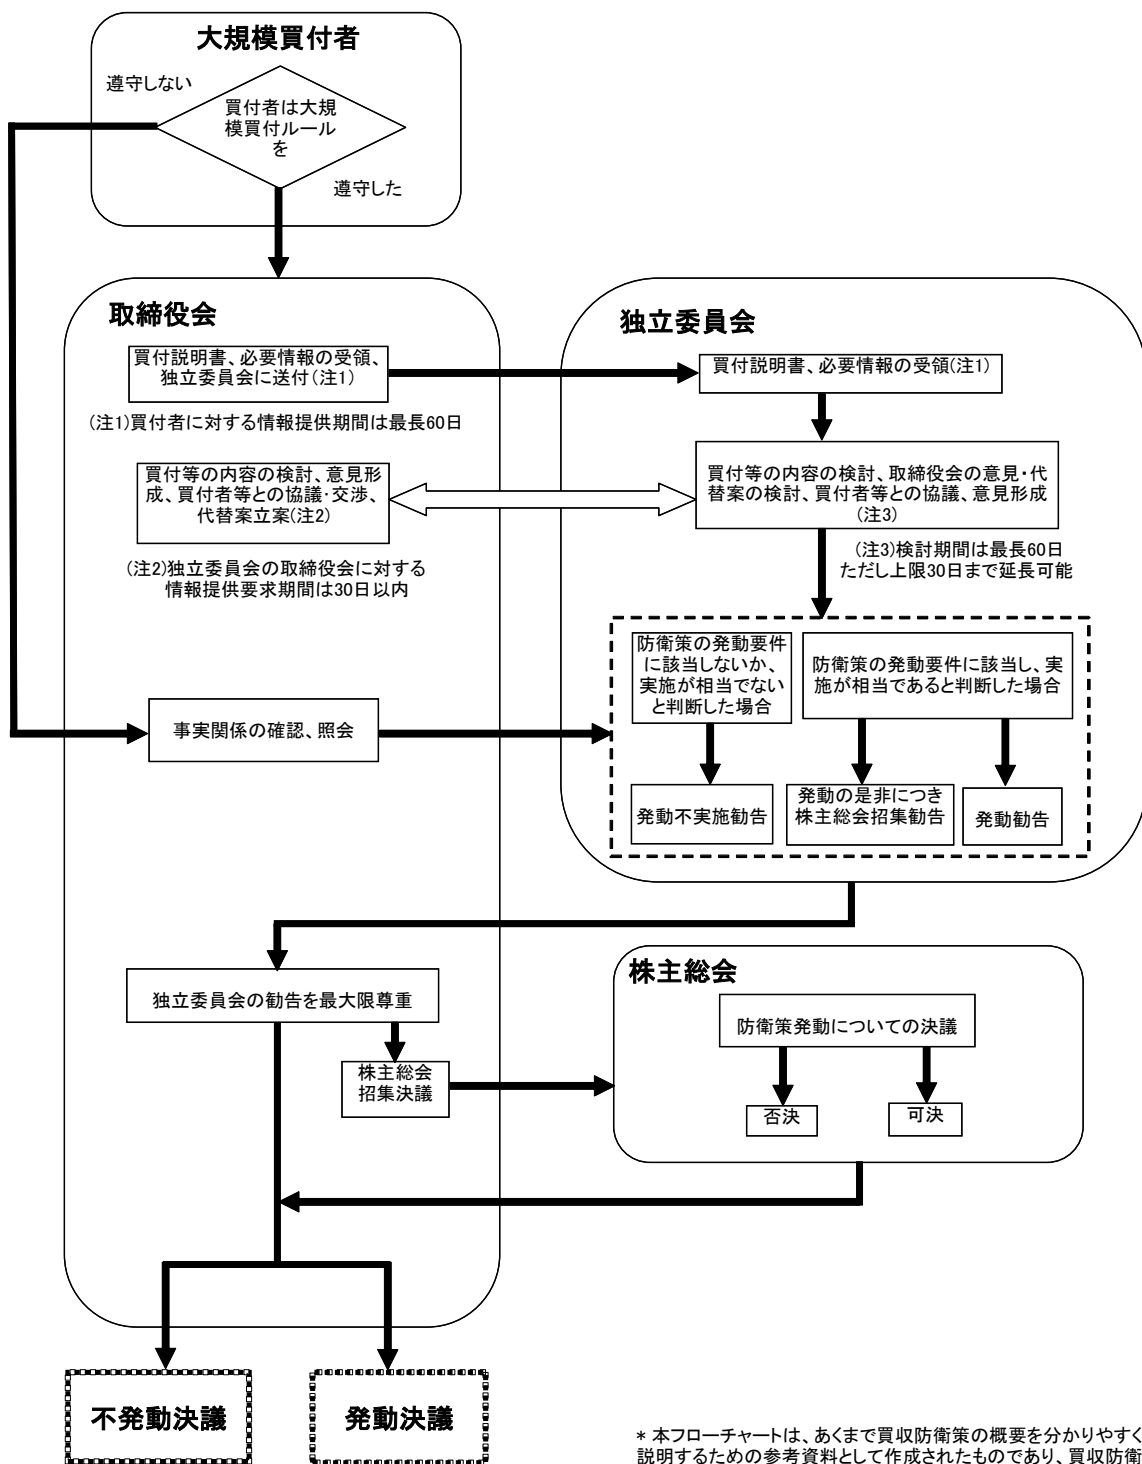 大規模買付者
遵守しない
買付者は大規
模買付ルール
を
遵守した
取締役会
買付説明書、必要情報の受領、
独立委員会に送付(注1)
(注1)買付者に対する情報提供期間は最長60日
買付等の内容の検討、意見形
成、買付者等との協議・交渉、
代替案立案(注2)
(注2)独立委員会の取締役会に対する
情報提供要求期間は30日以内
事実関係の確認、照会
独立委員会
買付説明書、必要情報の受領(注1)
買付等の内容の検討、取締役会の意見・代
替案の検討、買付者等との協議、意見形成
(注3)
(注3)検討期間は最長60日
ただし上限30日まで延長可能
防衛策の発動要件
に該当しないか、
実施が相当でない
と判断した場合
防衛策の発動要件に該当し、実
施が相当であると判断した場合
発動不実施勧告
発動の是非につき
株主総会招集勧告
発動勧告
独立委員会の勧告を最大限尊重
株主総会
招集決議
株主総会
防衛策発動についての決議
否決
可決
不発動決議
発動決議
* 本フローチャートは、あくまで買収防衛策の概要を分かりやすく
説明するための参考資料として作成されたものであり、買収防衛